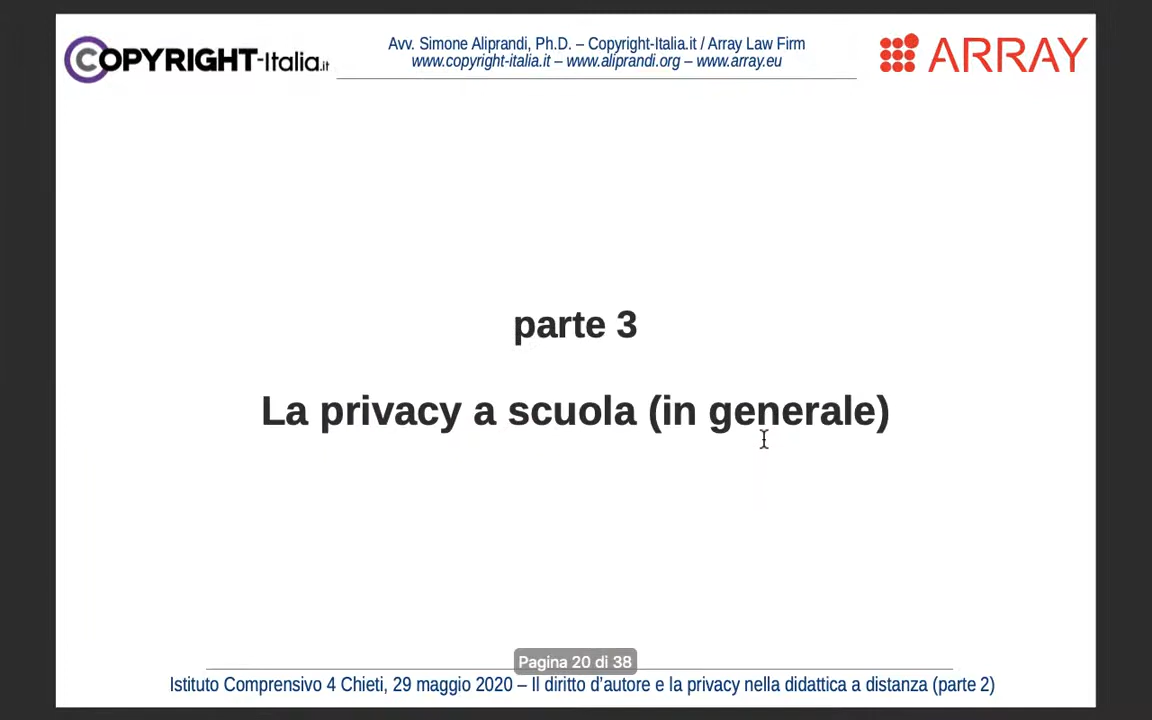 COPYRIGHT-Italia.it
Avv. Simone Aliprandi, Ph.D. – Copyright-Italia.it / Array Law Firm
www.copyright-italia.it – www.aliprandi.org – www.array.eu
ARRAY
parte 3
La privacy a scuola (in generale)
Pagina 20 di 38
Istituto Comprensivo 4 Chieti, 29 maggio 2020 – Il diritto d'autore e la privacy nella didattica a distanza (parte 2)